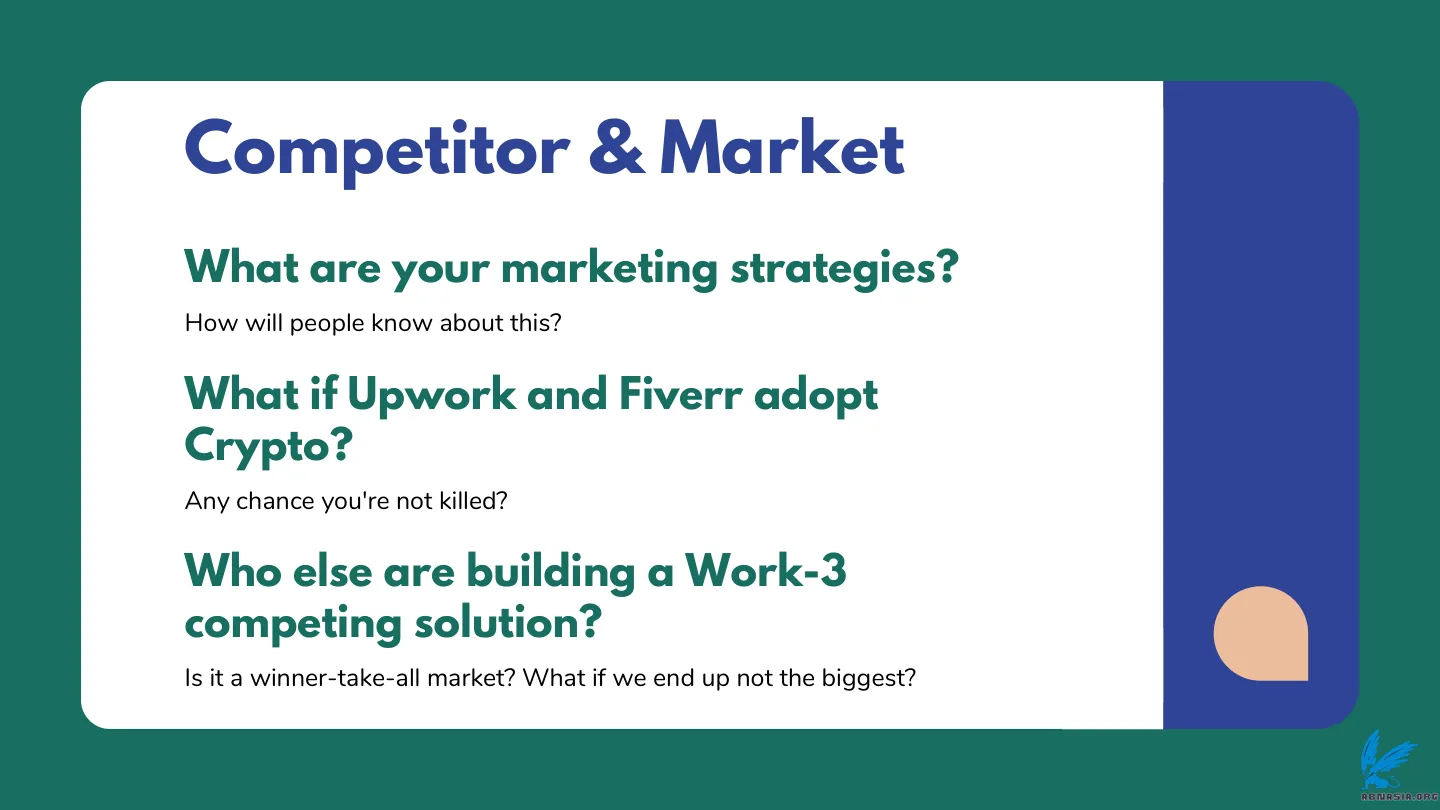 Competitor & Market
What are your marketing strategies?
How will people know about this?
What if Upwork and Fiverr adopt
Crypto?
Any chance you're not killed?
Who else are building a Work-3
competing solution?
Is it a winner-take-all market? What if we end up not the biggest?
ABNASIA.ORG